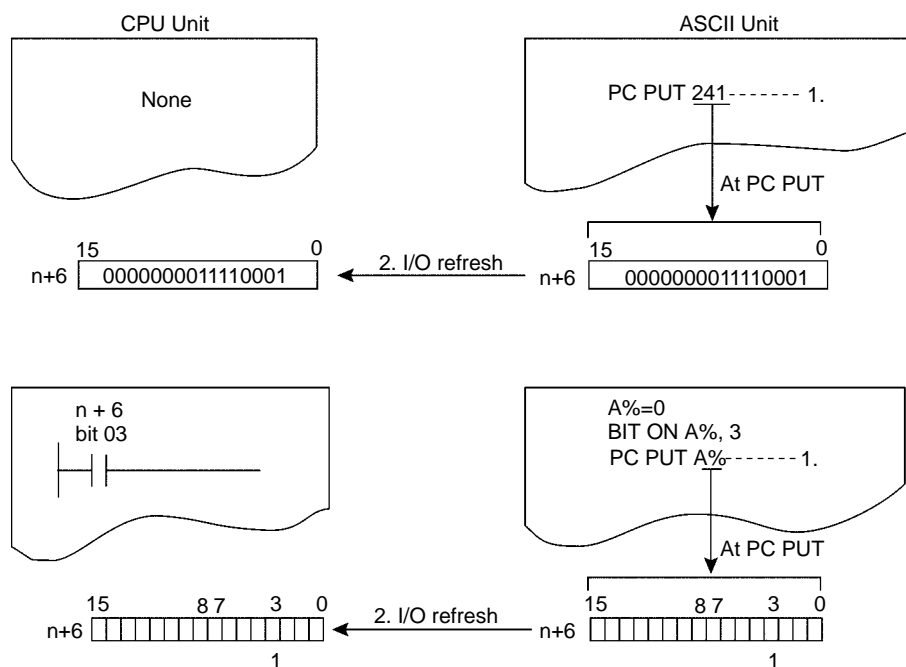 CPU Unit
None
15 0
n+6 0000000011110001
ASCII Unit
PC PUT 241 ------- 1.
At PC PUT
15 0
n+6 0000000011110001
2. I/O refresh
n + 6
bit 03
15 8 7 3 0
n+6
1
A%=0
BIT ON A%, 3
PC PUT A% ------- 1.
At PC PUT
15 8 7 3 0
n+6
1
2. I/O refresh